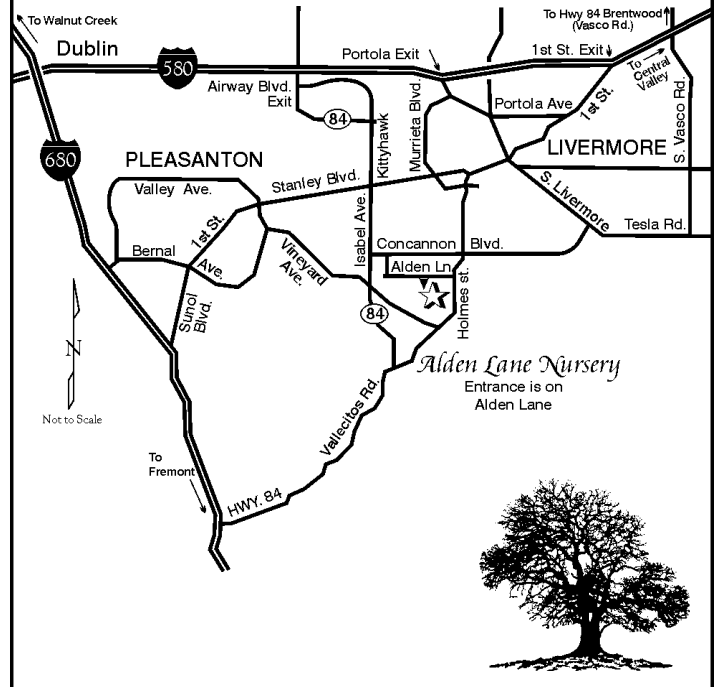 To Walnut Creek
To Hwy 84 Brentwood
(Vasco Rd.)
Dublin
580
Portola Exit
1st St. Exit
To
Central
Valley
Airway Blvd.
Exit
84
Kittyhawk
Murrieta Blvd.
Portola Ave
1st St.
S. Vasco Rd.
680
PLEASANTON
LIVERMORE
Valley Ave.
Stanley Blvd.
S. Livermore
Isabel Ave.
1st St.
Tesla Rd.
Bernal
Ave.
Vineyard
Ave.
Concannon Blvd.
Alden Ln
Holmes st.
Sunol
Blvd.
84
N
Not to Scale
Alden Lane Nursery
Entrance is on
Alden Lane
Vallecitos Rd.
To
Fremont
HWY. 84